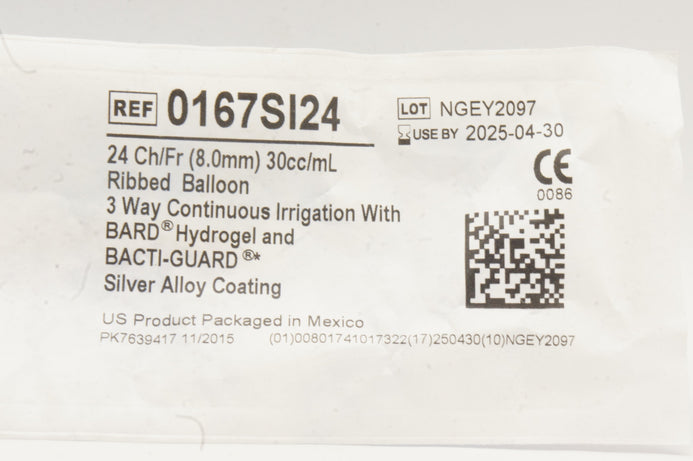 REF 0167SI24
LOT NGEY2097
USE BY 2025-04-30
24 Ch/Fr (8.0mm) 30cc/mL
Ribbed Balloon
3 Way Continuous Irrigation With
BARD® Hydrogel and
BACTI-GUARD®*
Silver Alloy Coating
CE
0086
US Product Packaged in Mexico
PK7639417 11/2015 (01)00801741017322(17)250430(10)NGEY2097